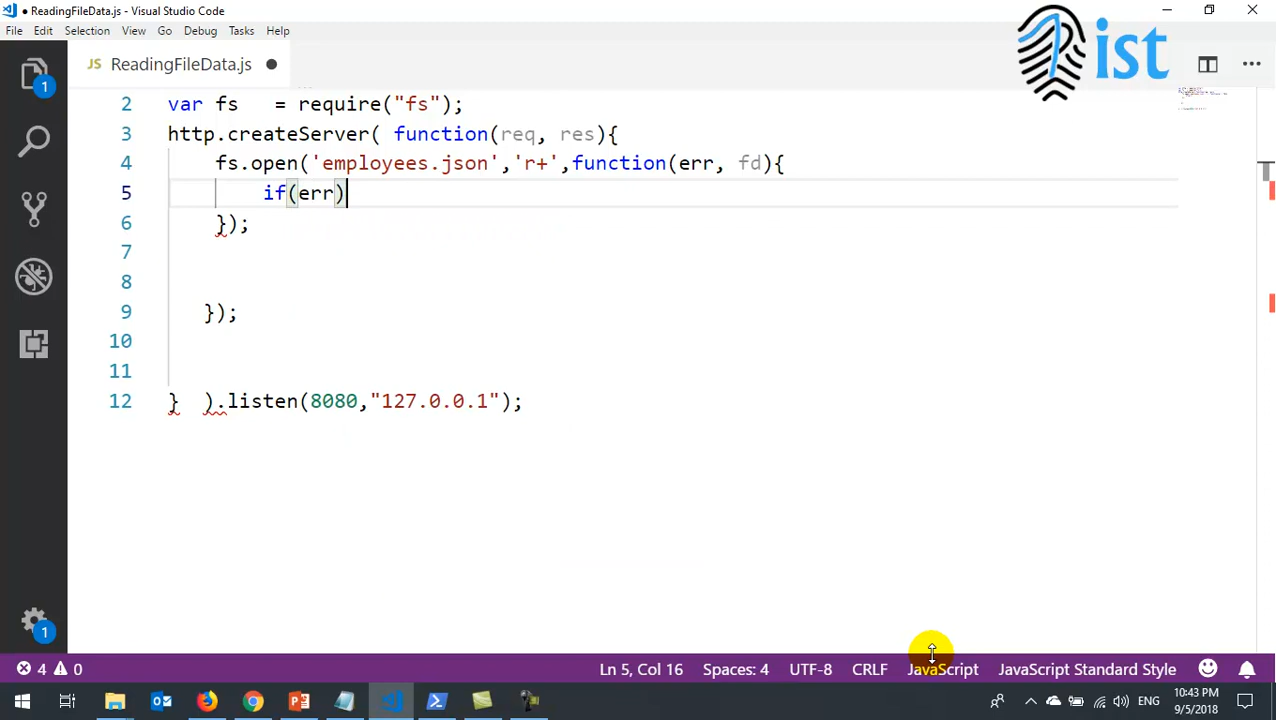 ReadingFileData.js - Visual Studio Code
File Edit Selection View Go Debug Tasks Help
ist
JS ReadingFileData.js
1
2 var fs = require("fs");
3 http.createServer( function(req, res){
4 fs.open('employees.json','r+',function(err, fd){
5 if(err)
6 });
7
8
9 });
10
11
12 } ).listen(8080,"127.0.0.1");
1
4 0 Ln 5, Col 16 Spaces: 4 UTF-8 CRLF JavaScript JavaScript Standard Style
ENG 10:43 PM
9/5/2018